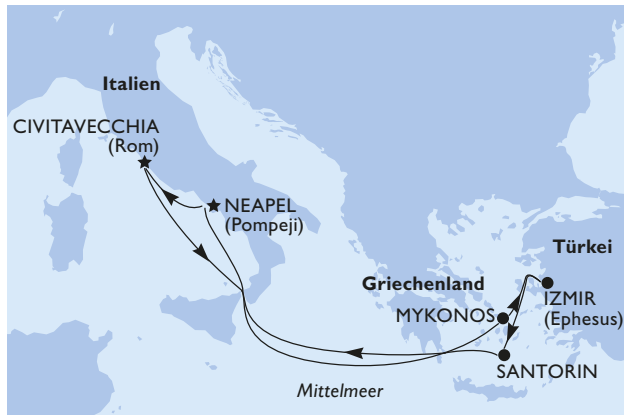 Italien
CIVITAVECCHIA
(Rom)
NEAPEL
(Pompeji)
Türkei
Griechenland
IZMIR
(Ephesus)
MYKONOS
SANTORIN
Mittelmeer